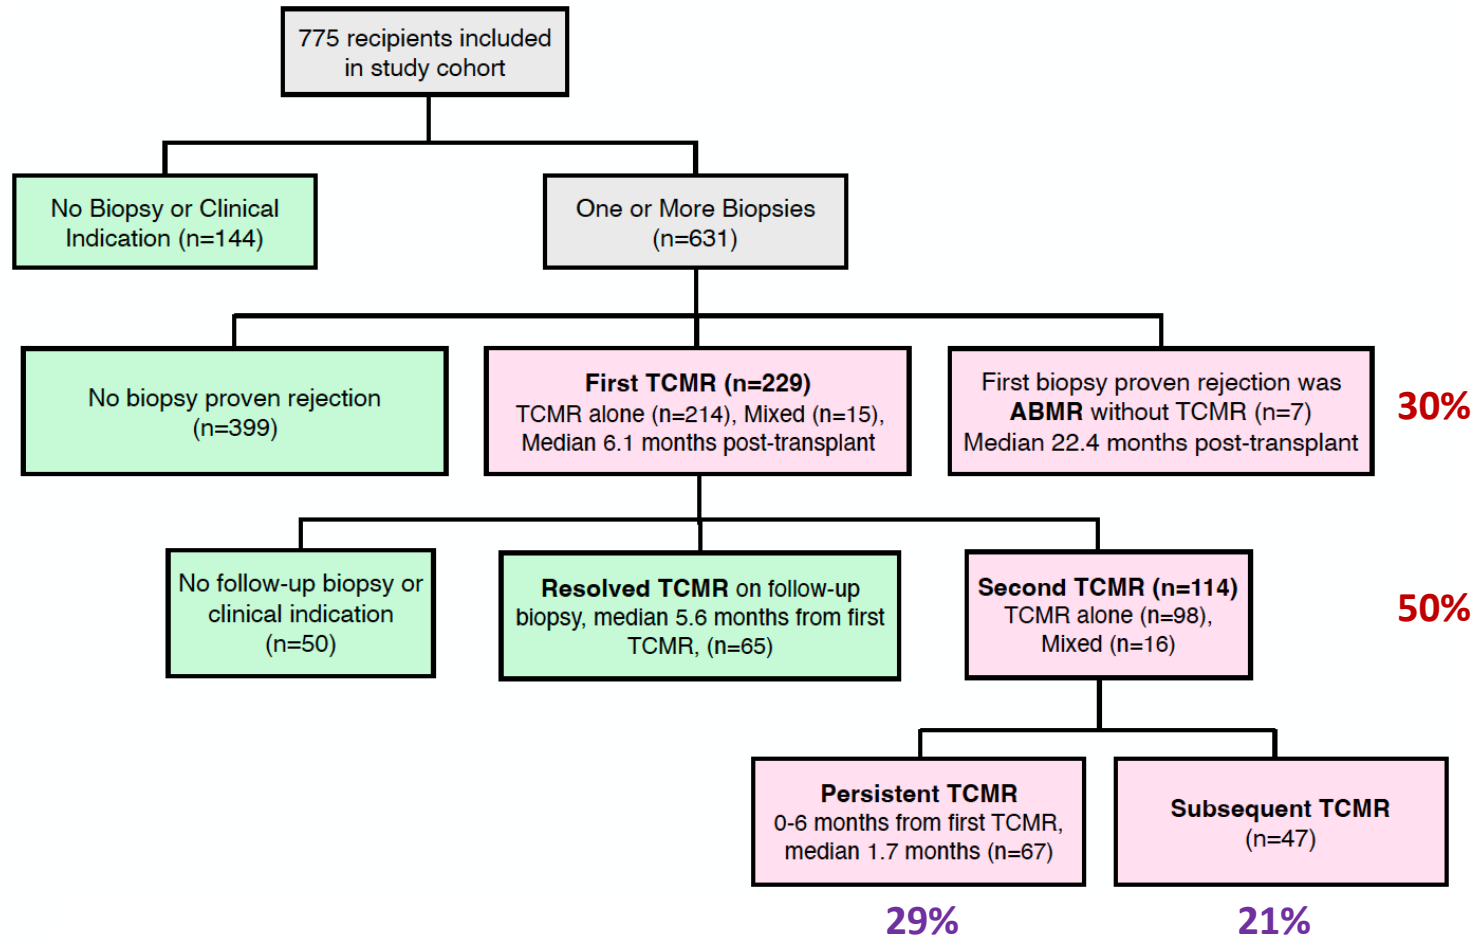 775 recipients included
in study cohort
No Biopsy or Clinical
Indication (n=144)
One or More Biopsies
(n=631)
No biopsy proven rejection
(n=399)
First TCMR (n=229)
TCMR alone (n=214), Mixed (n=15),
Median 6.1 months post-transplant
First biopsy proven rejection was
ABMR without TCMR (n=7)
Median 22.4 months post-transplant
30%
No follow-up biopsy or
clinical indication
(n=50)
Resolved TCMR on follow-up
biopsy, median 5.6 months from first
TCMR, (n=65)
Second TCMR (n=114)
TCMR alone (n=98),
Mixed (n=16)
50%
Persistent TCMR
0-6 months from first TCMR,
median 1.7 months (n=67)
Subsequent TCMR
(n=47)
29%
21%